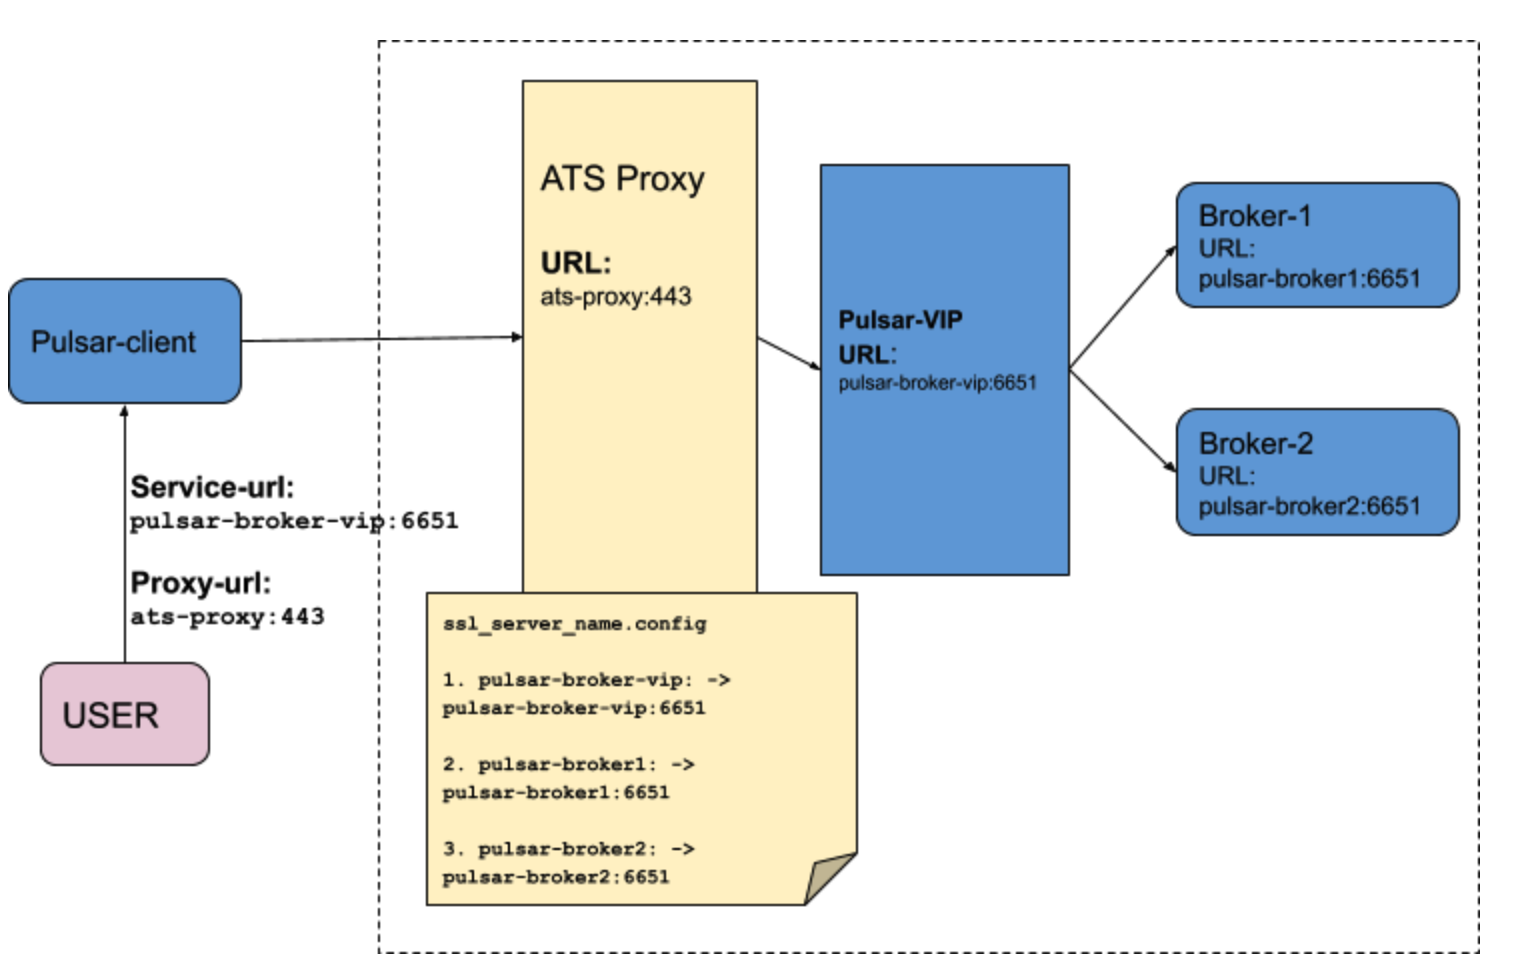 ATS Proxy
URL:
ats-proxy:443
Pulsar-client
Service-url:
pulsar-broker-vip:6651
Proxy-url:
ats-proxy:443
USER
Pulsar-VIP
URL:
pulsar-broker-vip:6651
Broker-1
URL:
pulsar-broker1:6651
Broker-2
URL:
pulsar-broker2:6651
ssl_server_name.config
1. pulsar-broker-vip: ->
pulsar-broker-vip:6651
2. pulsar-broker1: ->
pulsar-broker1:6651
3. pulsar-broker2: ->
pulsar-broker2:6651